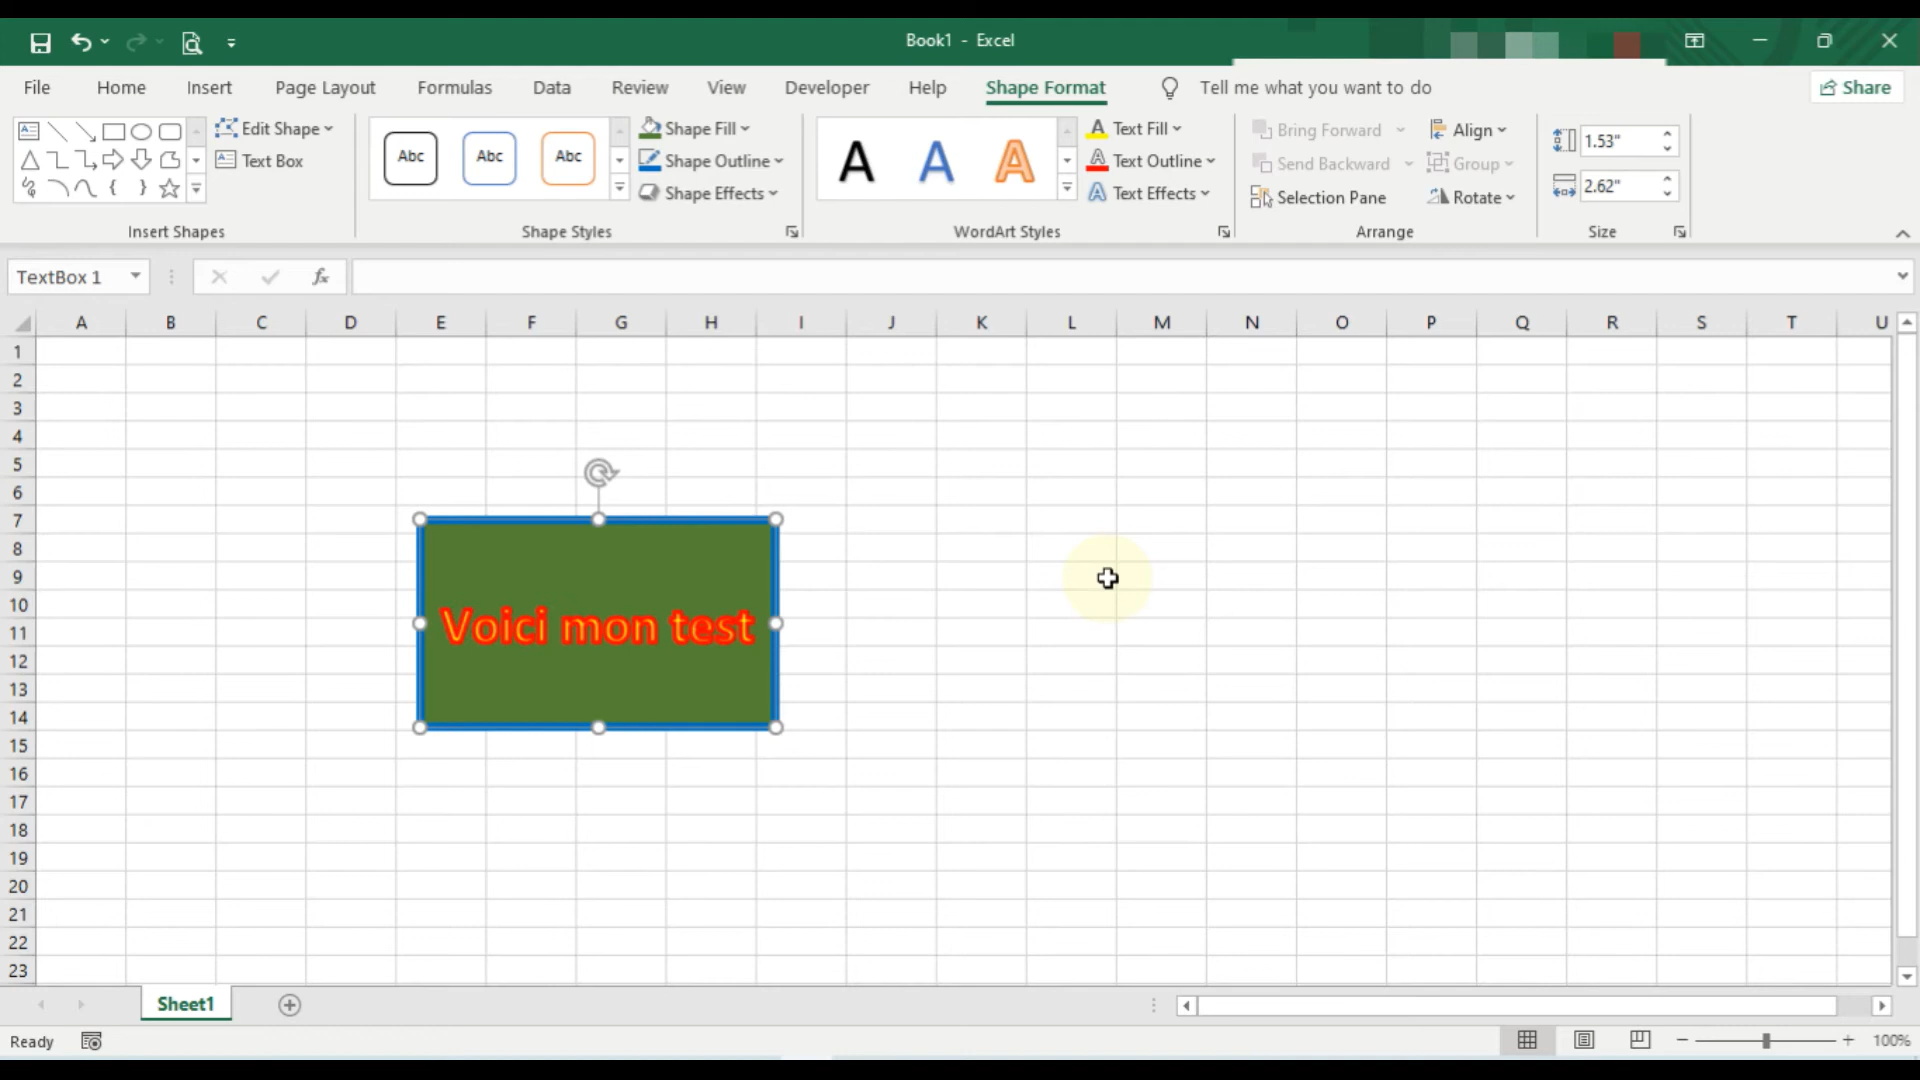 Book1 - Excel
File Home Insert Page Layout Formulas Data Review View Developer Help Shape Format Tell me what you want to do Share
Edit Shape
Text Box
Insert Shapes
Abc Abc Abc
Shape Fill
Shape Outline
Shape Effects
Shape Styles
A A A
Text Fill
Text Outline
Text Effects
WordArt Styles
Bring Forward
Send Backward
Selection Pane
Align
Group
Rotate
Arrange
1.53"
2.62"
Size
TextBox 1
fx
A B C D E F G H I J K L M N O P Q R S T U
1
2
3
4
5
6
7
8
9
10
11
12
13
14
15
16
17
18
19
20
21
22
23
Voici mon test
Sheet1
Ready
100%